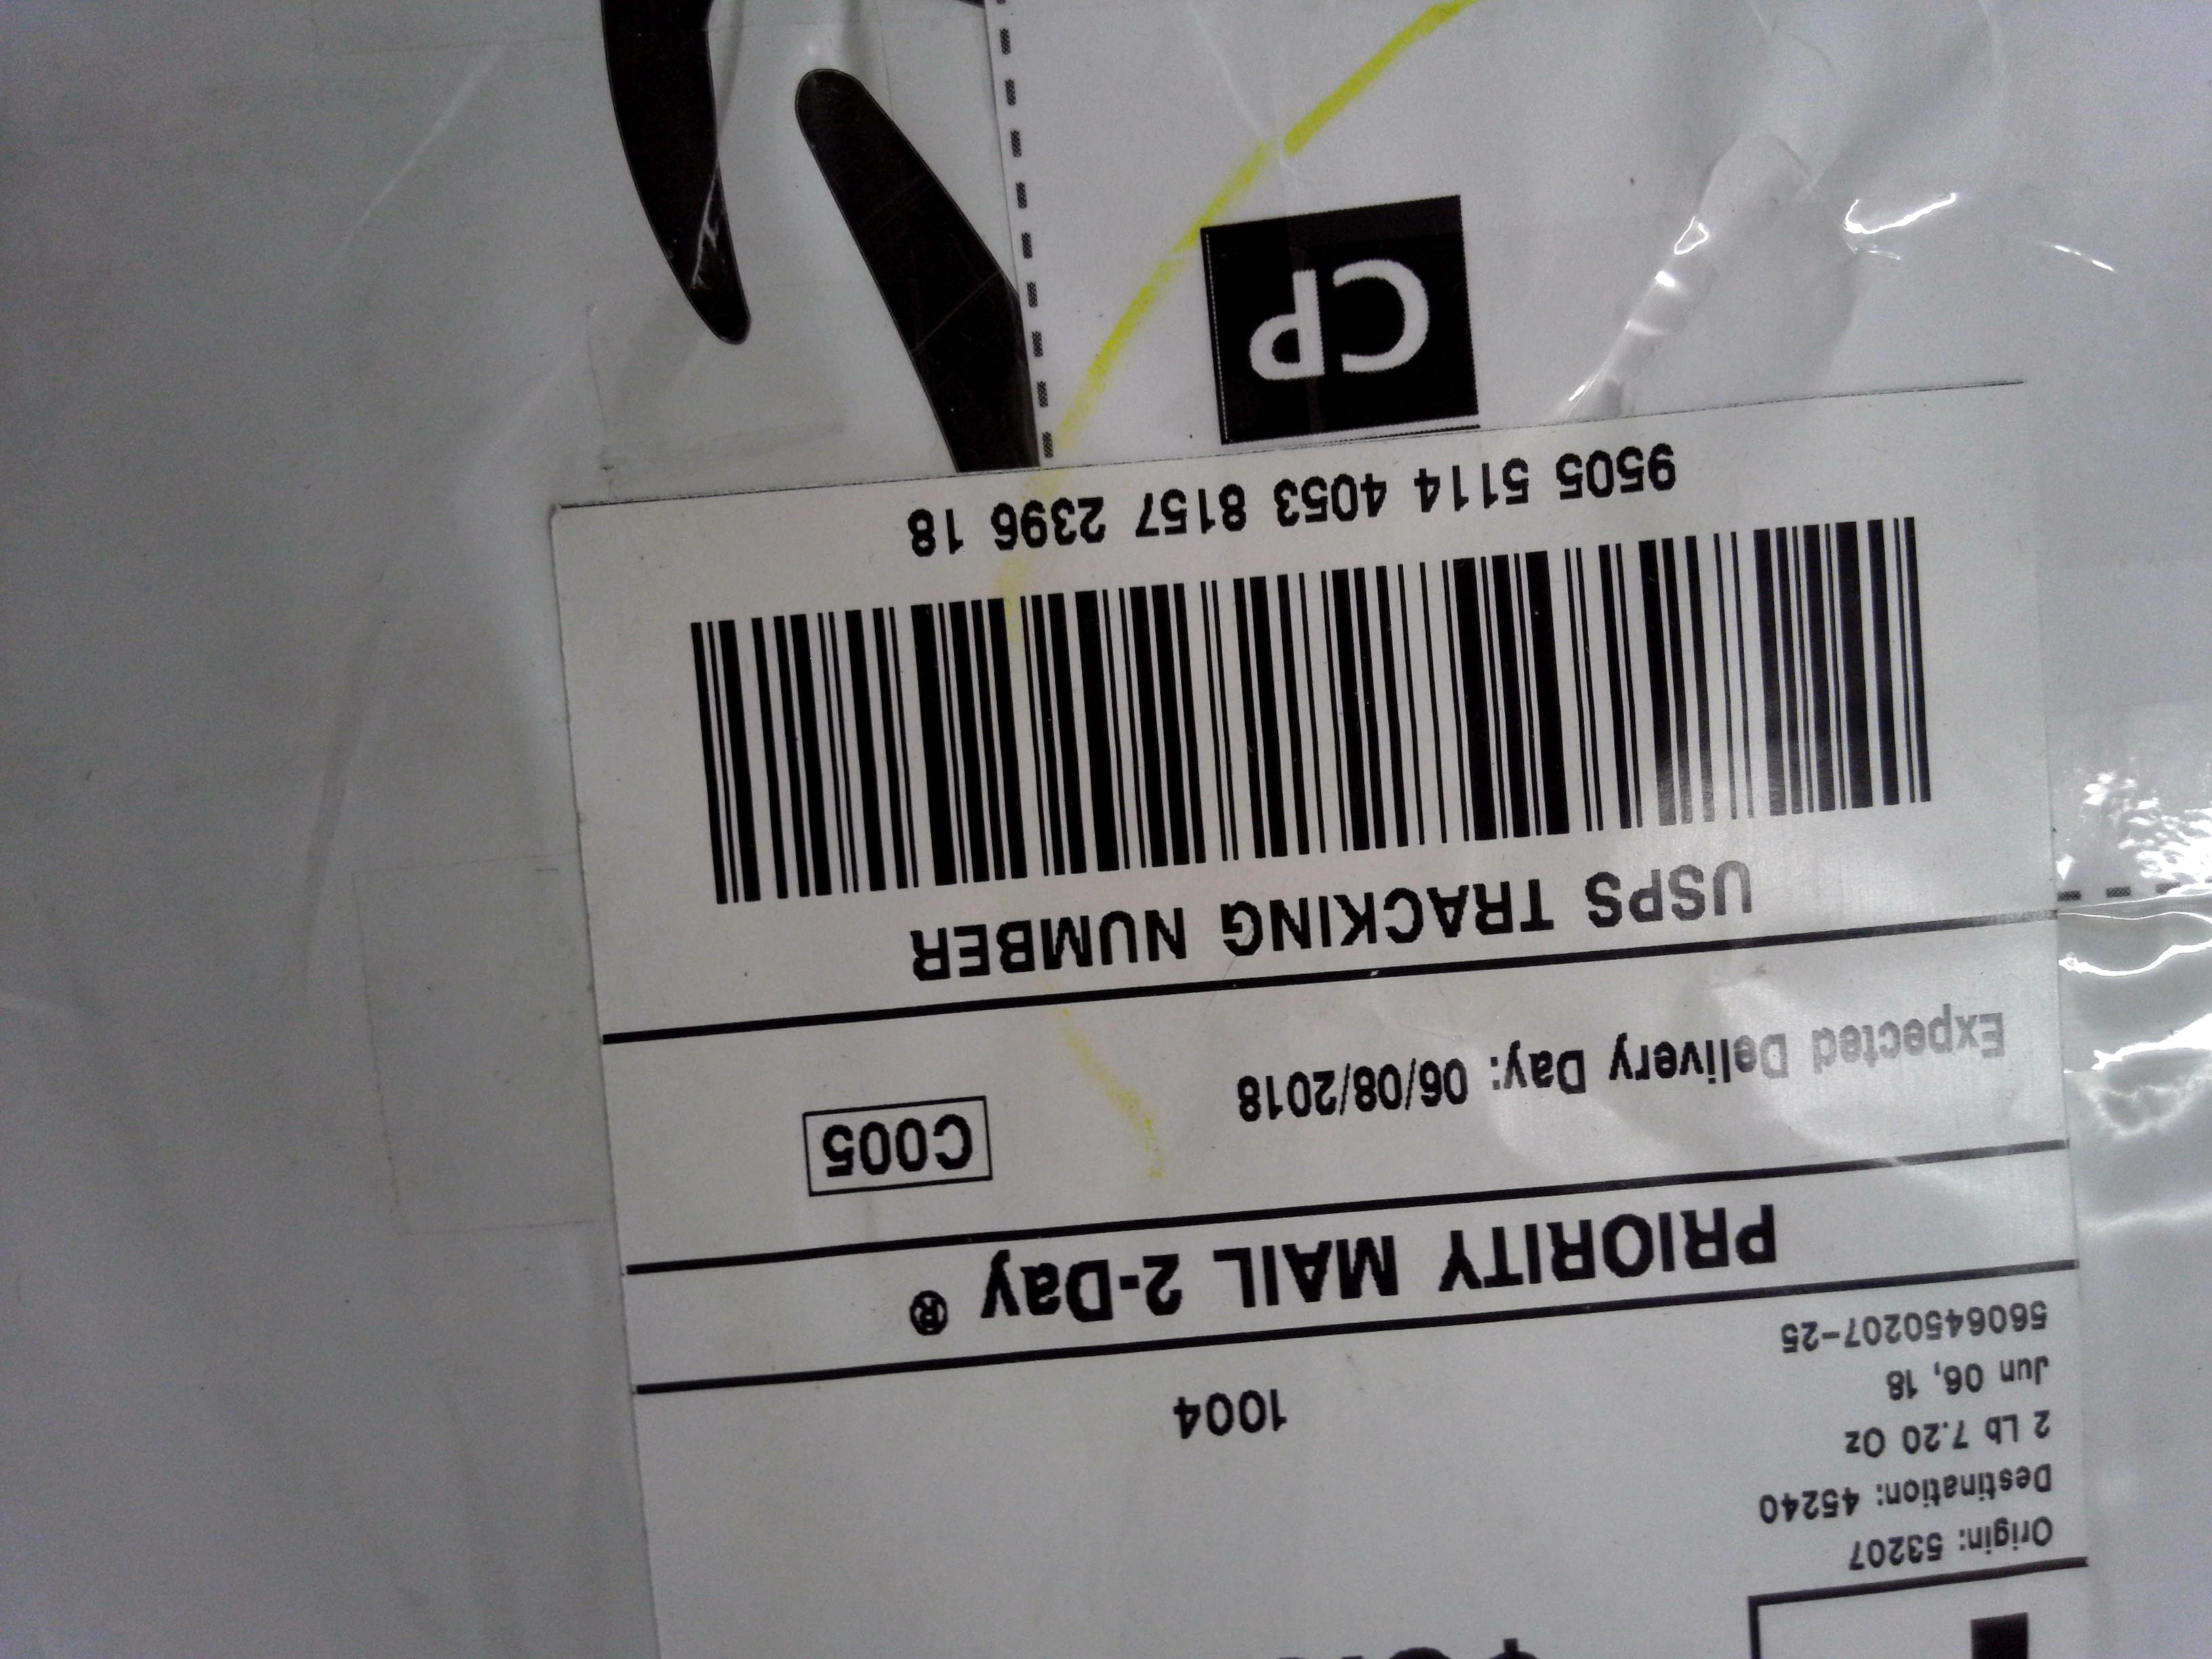 Origin: 53207
Destination: 45240
2 Lb 7.20 Oz
Jun 06, 18
5606450207-25
1004
PRIORITY MAIL 2-Day ®
Expected Delivery Day: 06/08/2018
C005
USPS TRACKING NUMBER
9505 5114 4053 8157 2396 18
CP